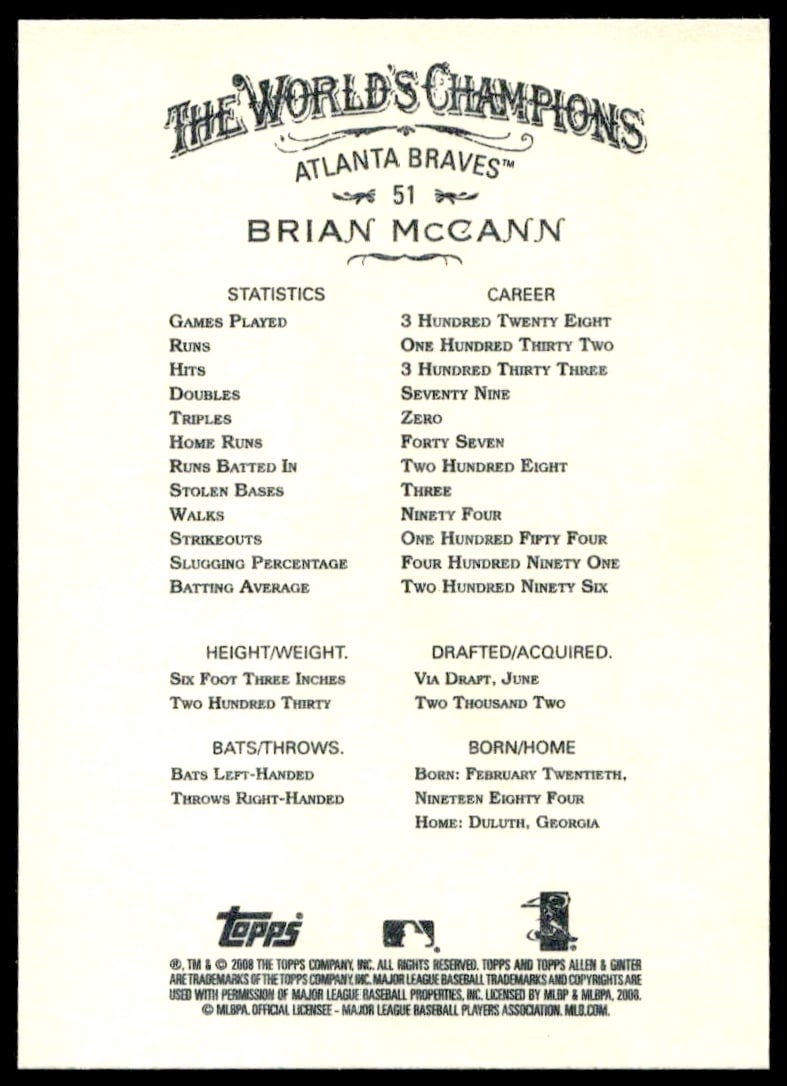 THE WORLD'S CHAMPIONS
ATLANTA BRAVES™
51
BRIAN McCANN
STATISTICS CAREER
GAMES PLAYED 3 HUNDRED TWENTY EIGHT
RUNS ONE HUNDRED THIRTY TWO
HITS 3 HUNDRED THIRTY THREE
DOUBLES SEVENTY NINE
TRIPLES ZERO
HOME RUNS FORTY SEVEN
RUNS BATTED IN TWO HUNDRED EIGHT
STOLEN BASES THREE
WALKS NINETY FOUR
STRIKEOUTS ONE HUNDRED FIFTY FOUR
SLUGGING PERCENTAGE FOUR HUNDRED NINETY ONE
BATTING AVERAGE TWO HUNDRED NINETY SIX
HEIGHT/WEIGHT.
SIX FOOT THREE INCHES
TWO HUNDRED THIRTY
DRAFTED/ACQUIRED.
VIA DRAFT, JUNE
TWO THOUSAND TWO
BATS/THROWS.
BATS LEFT-HANDED
THROWS RIGHT-HANDED
BORN/HOME
BORN: FEBRUARY TWENTIETH,
NINETEEN EIGHTY FOUR
HOME: DULUTH, GEORGIA
Topps ®
®, TM & © 2008 THE TOPPS COMPANY, INC. ALL RIGHTS RESERVED. TOPPS AND TOPPS ALLEN & GINTER
ARE TRADEMARKS OF THE TOPPS COMPANY, INC. MAJOR LEAGUE BASEBALL TRADEMARKS AND COPYRIGHTS ARE
USED WITH PERMISSION OF MAJOR LEAGUE BASEBALL PROPERTIES, INC. LICENSED BY MLBP & MLBPA, 2008.
© MLBPA. OFFICIAL LICENSEE - MAJOR LEAGUE BASEBALL PLAYERS ASSOCIATION. MLB.COM.